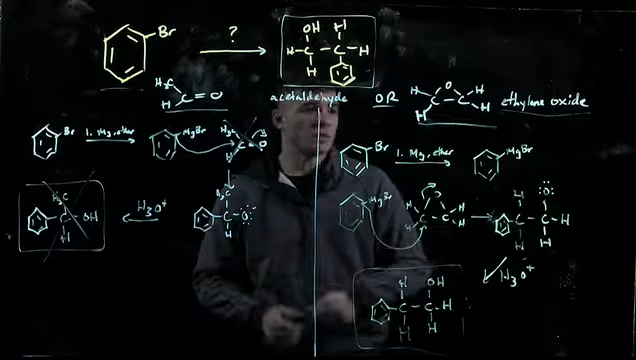 Br
?
OH H
H - C - C - H
H
H₃C
C = O
H
acetaldehyde OR ethylene oxide
O
H H
C - C
H H
Br 1. Mg, ether MgBr
H₃C
C = O
H
H₃C
C - O:
H
H₃O⁺
H₃C
C - OH
H
Br 1. Mg, ether MgBr
MgBr
O
H H
C - C
H H
H :O:
C - C - H
H H
H₃O⁺
H OH
C - C - H
H H